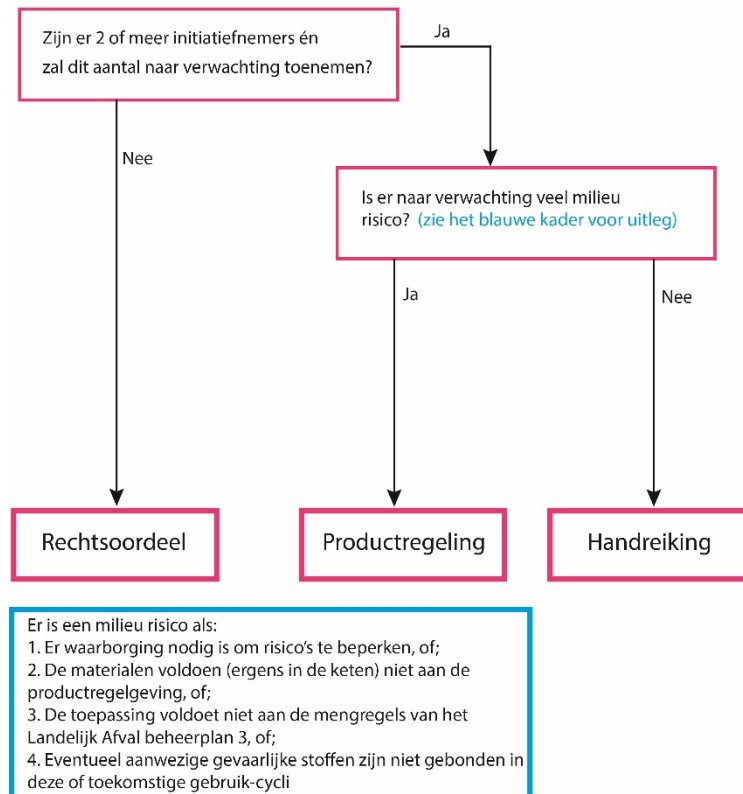 Zijn er 2 of meer initiatiefnemers én
zal dit aantal naar verwachting toenemen?
Ja
Nee
Is er naar verwachting veel milieu
risico? (zie het blauwe kader voor uitleg)
Ja
Nee
Rechtsoordeel
Productregeling
Handreiking
Er is een milieu risico als:
1. Er waarborging nodig is om risico's te beperken, of;
2. De materialen voldoen (ergens in de keten) niet aan de
productregelgeving, of;
3. De toepassing voldoet niet aan de mengregels van het
Landelijk Afval beheerplan 3, of;
4. Eventueel aanwezige gevaarlijke stoffen zijn niet gebonden in
deze of toekomstige gebruik-cycli